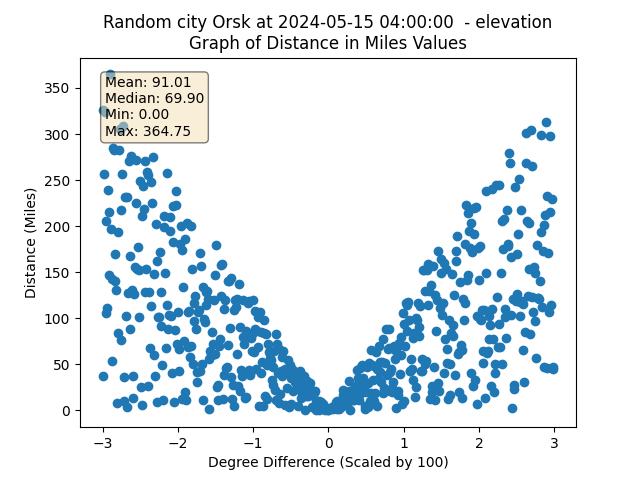 Random city Orsk at 2024-05-15 04:00:00 - elevation
Graph of Distance in Miles Values
Mean: 91.01
Median: 69.90
Min: 0.00
Max: 364.75
Distance (Miles)
350
300
250
200
150
100
50
0
−3
−2
−1
0
1
2
3
Degree Difference (Scaled by 100)